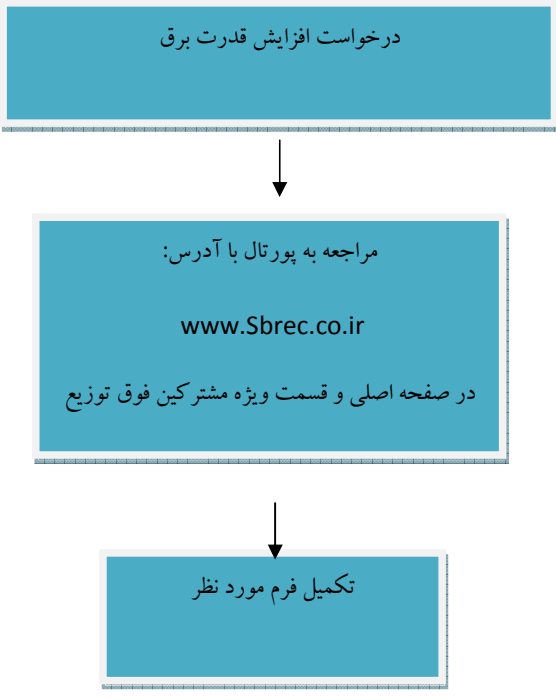 درخواست افزایش قدرت برق
مراجعه به پورتال با آدرس:
www.Sbrec.co.ir
در صفحه اصلی و قسمت ویژه مشترکین فوق توزیع
تکمیل فرم مورد نظر